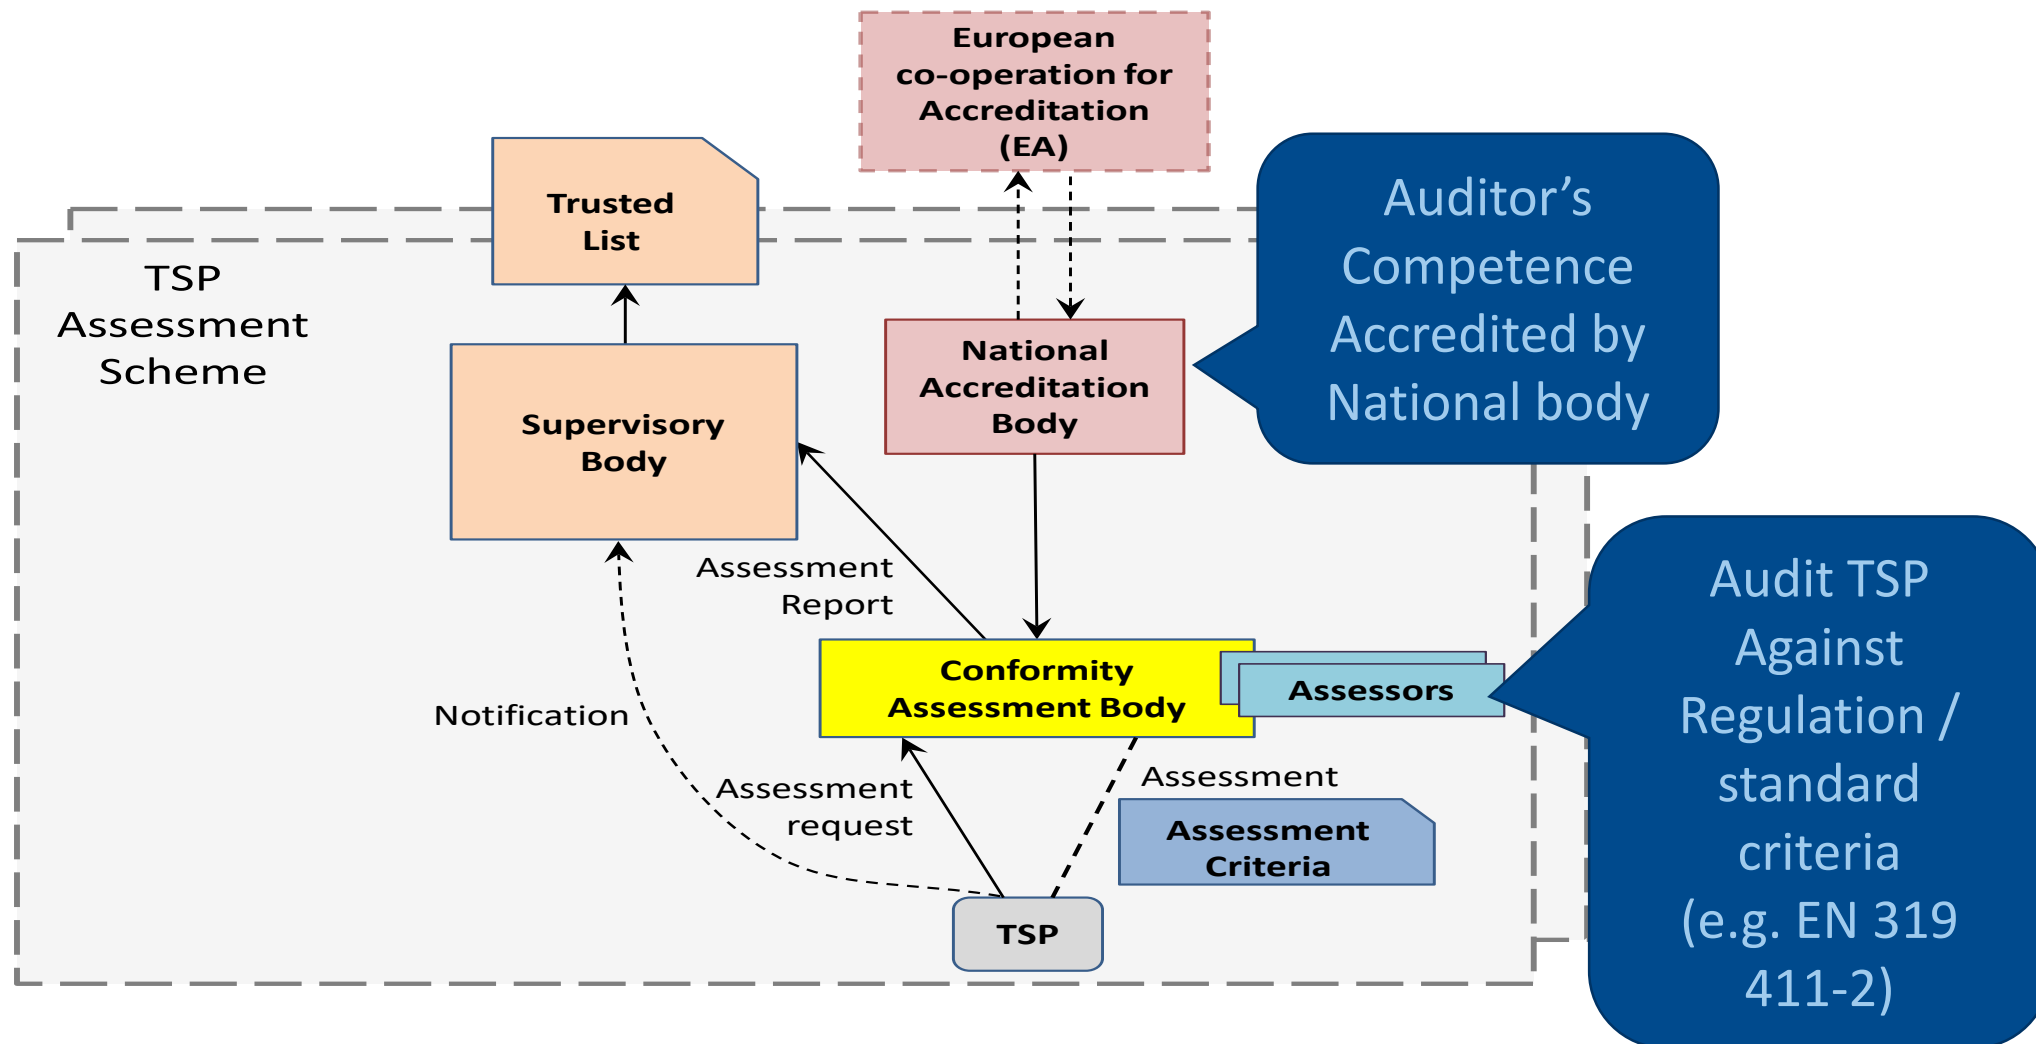 European
co-operation for
Accreditation
(EA)
Trusted
List
TSP
Assessment
Scheme
Auditor’s
Competence
Accredited by
National body
National
Accreditation
Body
Supervisory
Body
Assessment
Report
Conformity
Assessment Body
Assessors
Audit TSP
Against
Regulation /
standard
criteria
(e.g. EN 319
411-2)
Notification
Assessment
request
Assessment
Assessment
Criteria
TSP